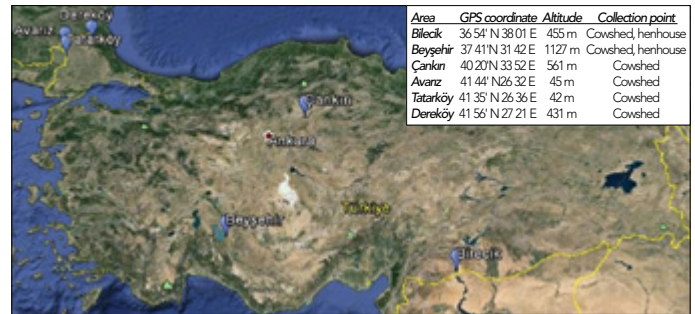 Area GPS coordinate Altitude Collection point
Bilecik 36 54' N 38 01 E 455 m Cowshed, henhouse
Beyşehir 37 41'N 31 42 E 1127 m Cowshed, henhouse
Çankırı 40 20'N 33 52 E 561 m Cowshed
Avarız 41 44' N26 32 E 45 m Cowshed
Tatarköy 41 35' N 26 36 E 42 m Cowshed
Dereköy 41 56' N 27 21 E 431 m Cowshed
Dereköy
Avarız
Tatarköy
Çankırı
Ankara
Beyşehir
Türkiye
Bilecik